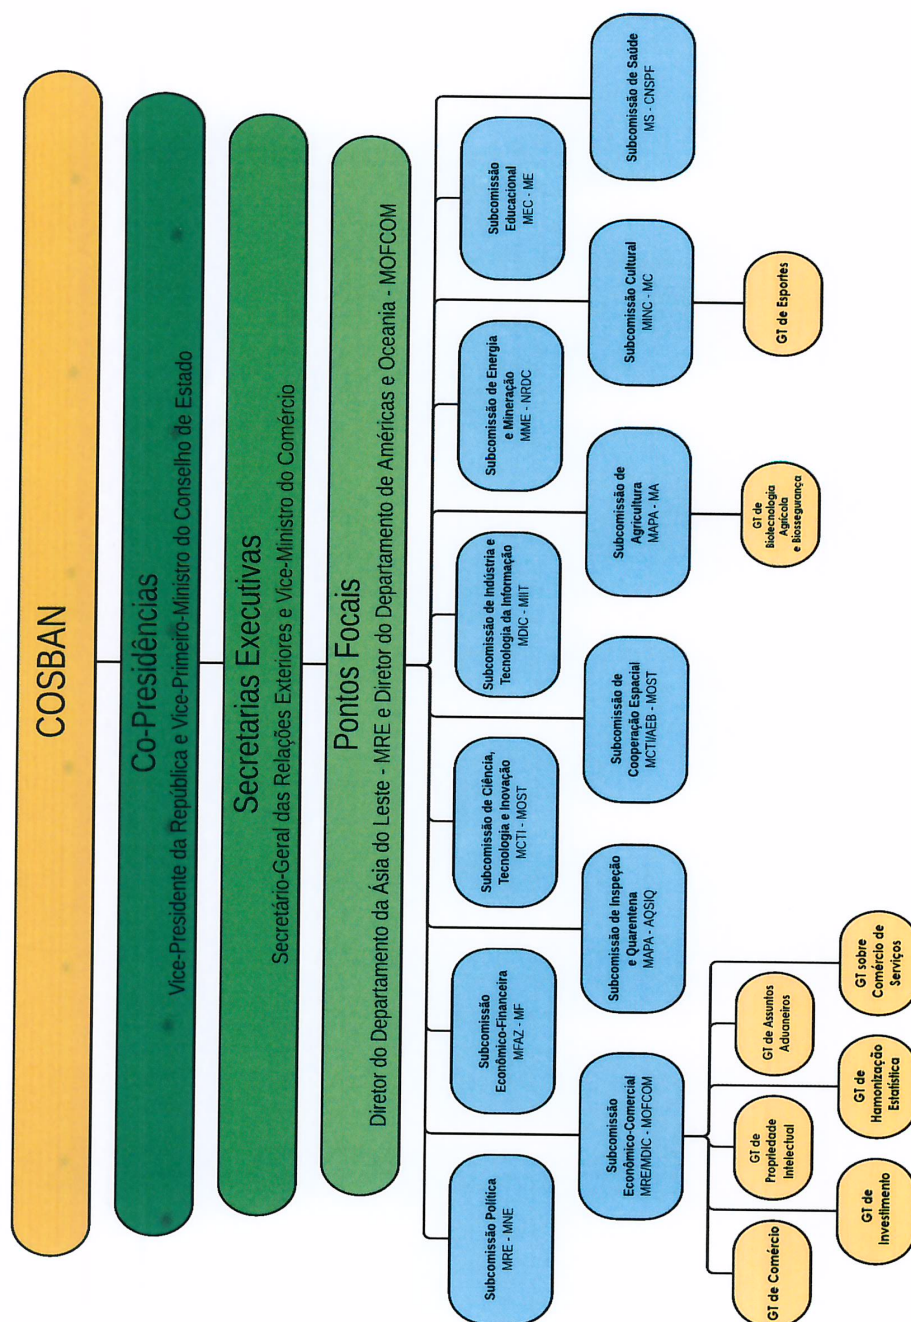 COSBAN
Co-Presidências
Vice-Presidente da República e Vice-Primeiro-Ministro do Conselho de Estado
Secretarias Executivas
Secretário-Geral das Relações Exteriores e Vice-Ministro do Comércio
Pontos Focais
Diretor do Departamento da Ásia do Leste - MRE e Diretor do Departamento de Américas e Oceania - MOFCOM
Subcomissão Política
MRE - MNE
Subcomissão
Econômico-Financeira
MFAZ - MF
Subcomissão de Ciência,
Tecnologia e Inovação
MCTI - MOST
Subcomissão de Indústria e
Tecnologia da Informação
MDIC - MIIT
Subcomissão de Energia
e Mineração
MME - NRDC
Subcomissão
Educacional
MEC - ME
Subcomissão
Econômico-Comercial
MRE/MDIC - MOFCOM
Subcomissão de Inspeção
e Quarentena
MAPA - AQSIQ
Subcomissão de
Cooperação Espacial
MCTI/AEB - MOST
Subcomissão de
Agricultura
MAPA - MA
Subcomissão Cultural
MINC - MC
Subcomissão de Saúde
MS - CNSPF
GT de Comércio
GT de
Propriedade
Intelectual
GT de Assuntos
Aduaneiros
GT de
Biotecnologia
Agrícola
e Biossegurança
GT de Esportes
GT de
Investimento
GT de
Hamonização
Estatística
GT sobre
Comércio de
Serviços